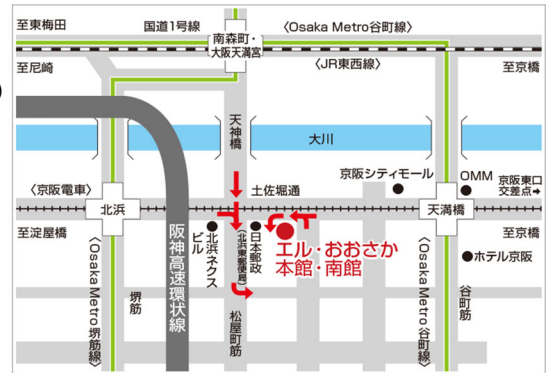 至東梅田
国道1号線
南森町・
大阪天満宮
〈Osaka Metro谷町線〉
至尼崎
〈JR東西線〉
至京橋
天神橋
大川
京阪シティモール
OMM
京阪東口
交差点→
〈京阪電車〉
北浜
土佐堀通
天満橋
至淀屋橋
至京橋
阪神高速環状線
北浜ネクス
ビル
(北浜東郵便局)
日本郵政
エル・おおさか
本館・南館
ホテル京阪
〈Osaka Metro堺筋線〉
堺筋
松屋町筋
〈Osaka Metro谷町線〉
谷町筋